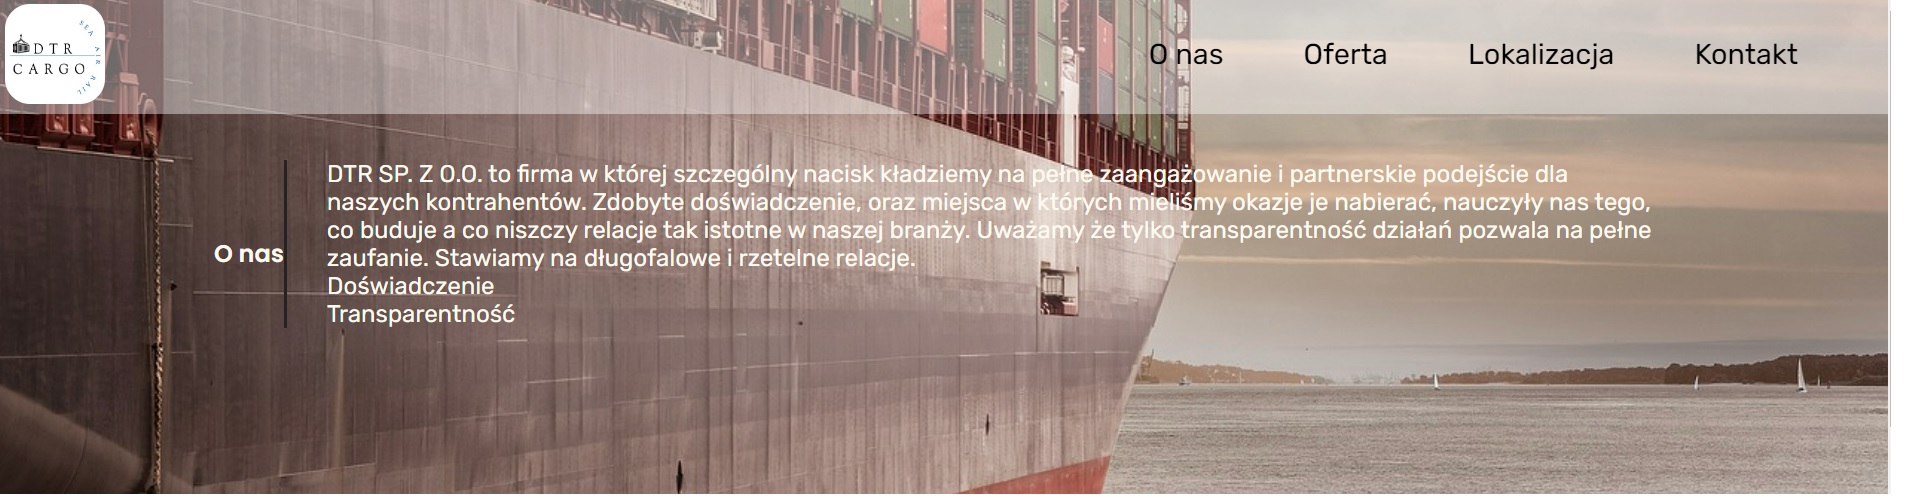 DTR
CARGO
SEA AIR RAIL
O nas
Oferta
Lokalizacja
Kontakt
O nas
DTR SP. Z O.O. to firma w której szczególny nacisk kładziemy na pełne zaangażowanie i partnerskie podejście dla
naszych kontrahentów. Zdobyte doświadczenie, oraz miejsca w których mieliśmy okazje je nabierać, nauczyły nas tego,
co buduje a co niszczy relacje tak istotne w naszej branży. Uważamy że tylko transparentność działań pozwala na pełne
zaufanie. Stawiamy na długofalowe i rzetelne relacje.
Doświadczenie
Transparentność